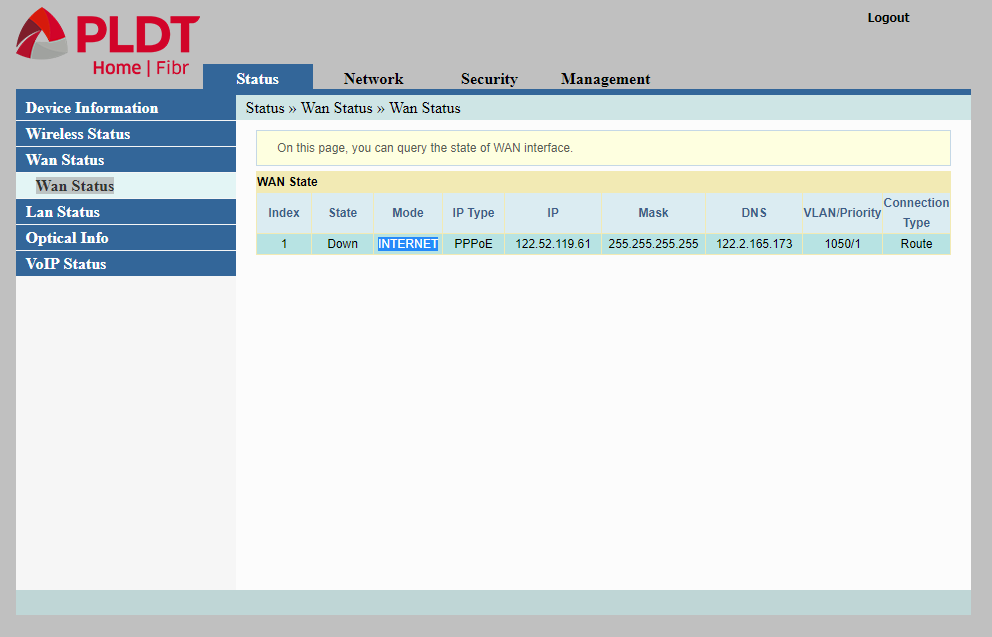 Logout
PLDT
Home | Fibr
Status Network Security Management
Device Information
Wireless Status
Wan Status
Wan Status
Lan Status
Optical Info
VoIP Status
Status » Wan Status » Wan Status
On this page, you can query the state of WAN interface.
WAN State
Index State Mode IP Type IP Mask DNS VLAN/Priority Connection Type
1 Down INTERNET PPPoE 122.52.119.61 255.255.255.255 122.2.165.173 1050/1 Route